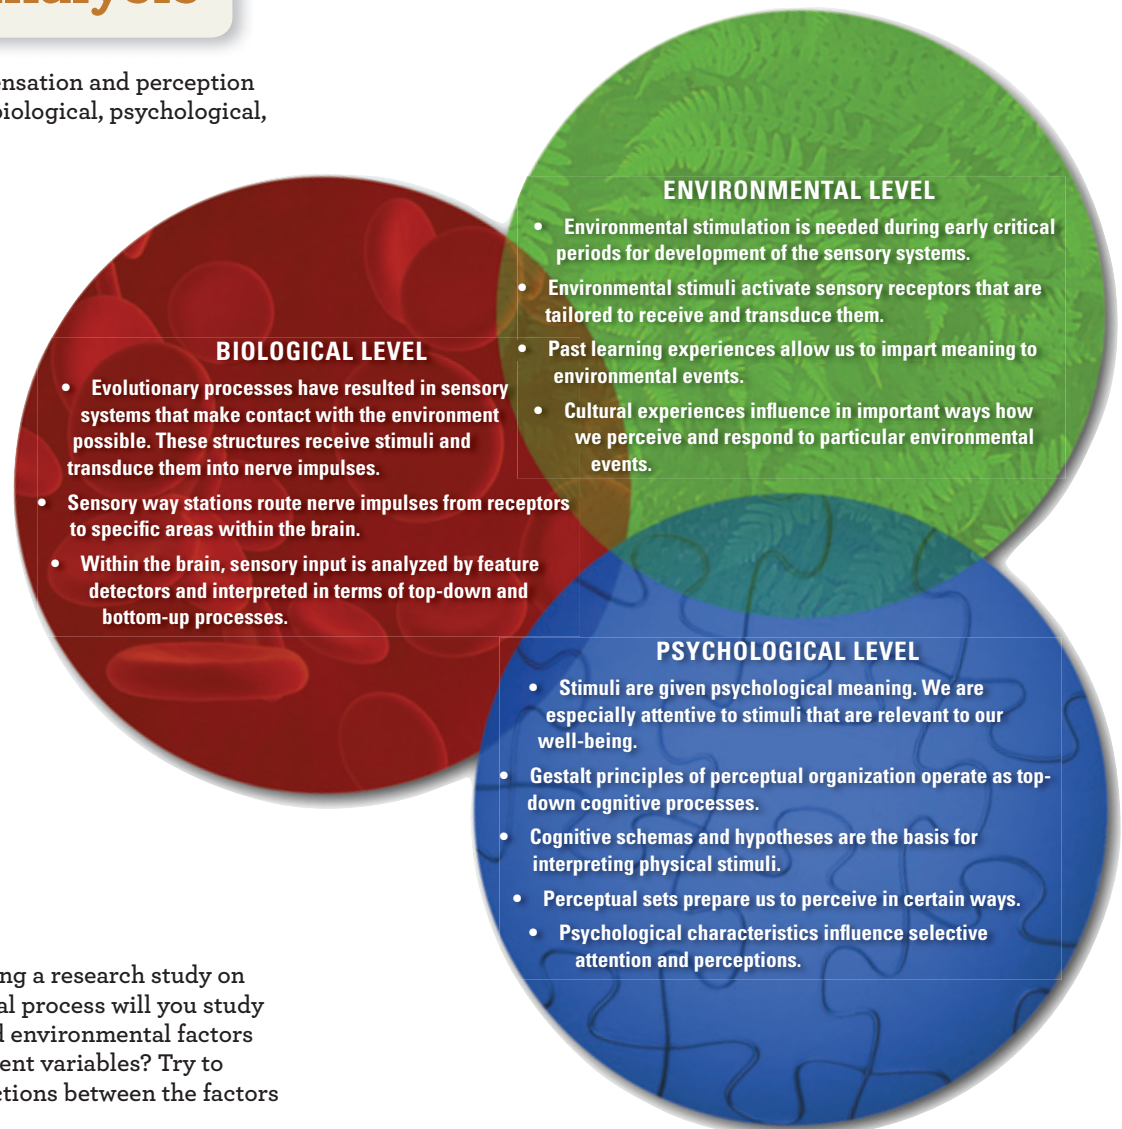 ensation and perception
biological, psychological,
ENVIRONMENTAL LEVEL
• Environmental stimulation is needed during early critical
periods for development of the sensory systems.
• Environmental stimuli activate sensory receptors that are
tailored to receive and transduce them.
• Past learning experiences allow us to impart meaning to
environmental events.
• Cultural experiences influence in important ways how
we perceive and respond to particular environmental
events.
BIOLOGICAL LEVEL
• Evolutionary processes have resulted in sensory
systems that make contact with the environment
possible. These structures receive stimuli and
transduce them into nerve impulses.
• Sensory way stations route nerve impulses from receptors
to specific areas within the brain.
• Within the brain, sensory input is analyzed by feature
detectors and interpreted in terms of top-down and
bottom-up processes.
PSYCHOLOGICAL LEVEL
• Stimuli are given psychological meaning. We are
especially attentive to stimuli that are relevant to our
well-being.
• Gestalt principles of perceptual organization operate as top-
down cognitive processes.
• Cognitive schemas and hypotheses are the basis for
interpreting physical stimuli.
• Perceptual sets prepare us to perceive in certain ways.
• Psychological characteristics influence selective
attention and perceptions.
ing a research study on
al process will you study
d environmental factors
ent variables? Try to
ctions between the factors